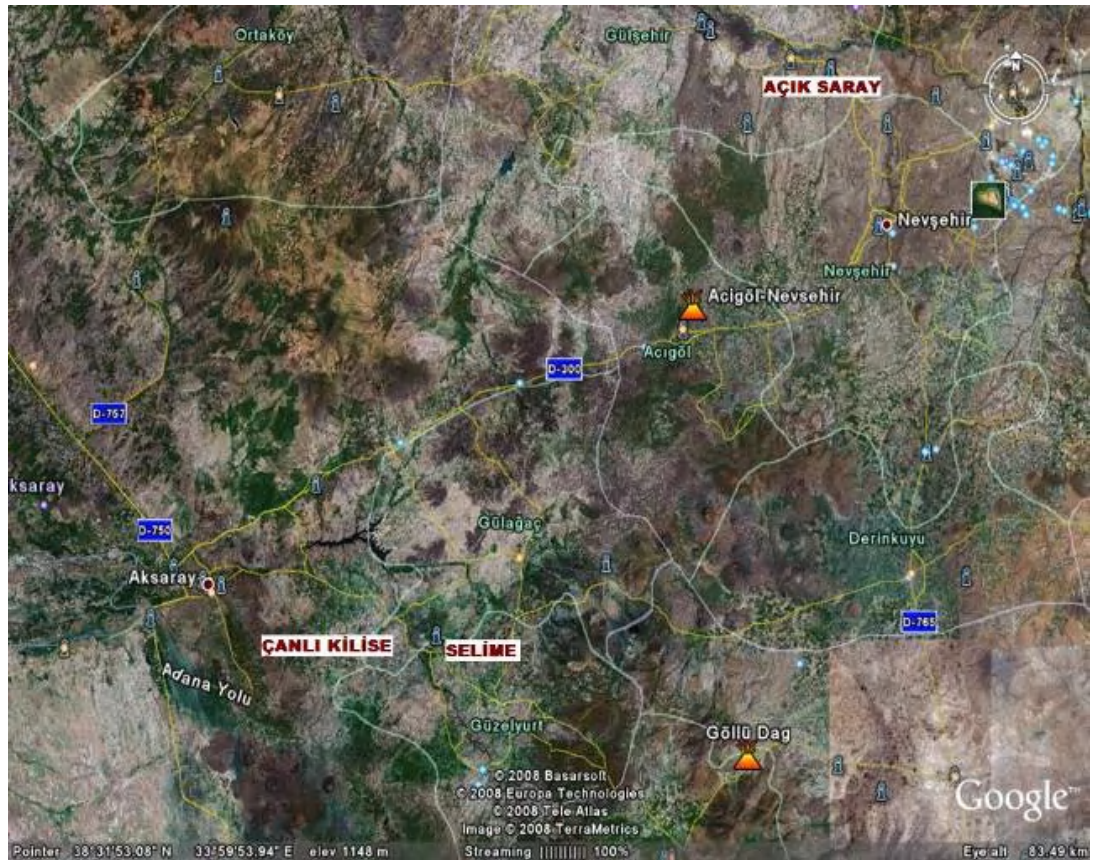 Ortaköy
Gülşehir
AÇIK SARAY
N
Nevşehir
Nevşehir
Acigöl-Nevsehir
Acıgöl
D-300
D-757
ksaray
D-750
Gülağaç
Derinkuyu
Aksaray
D-765
ÇANLI KİLİSE
SELİME
Adana Yolu
Güzelyurt
Göllü Dag
© 2008 Basarsoft
© 2008 Europa Technologies
© 2008 Tele Atlas
Image © 2008 TerraMetrics
Google™
Pointer 38°31'53.08" N 33°59'53.94" E elev 1148 m
Streaming ||||||||| 100%
Eye alt 83.49 km